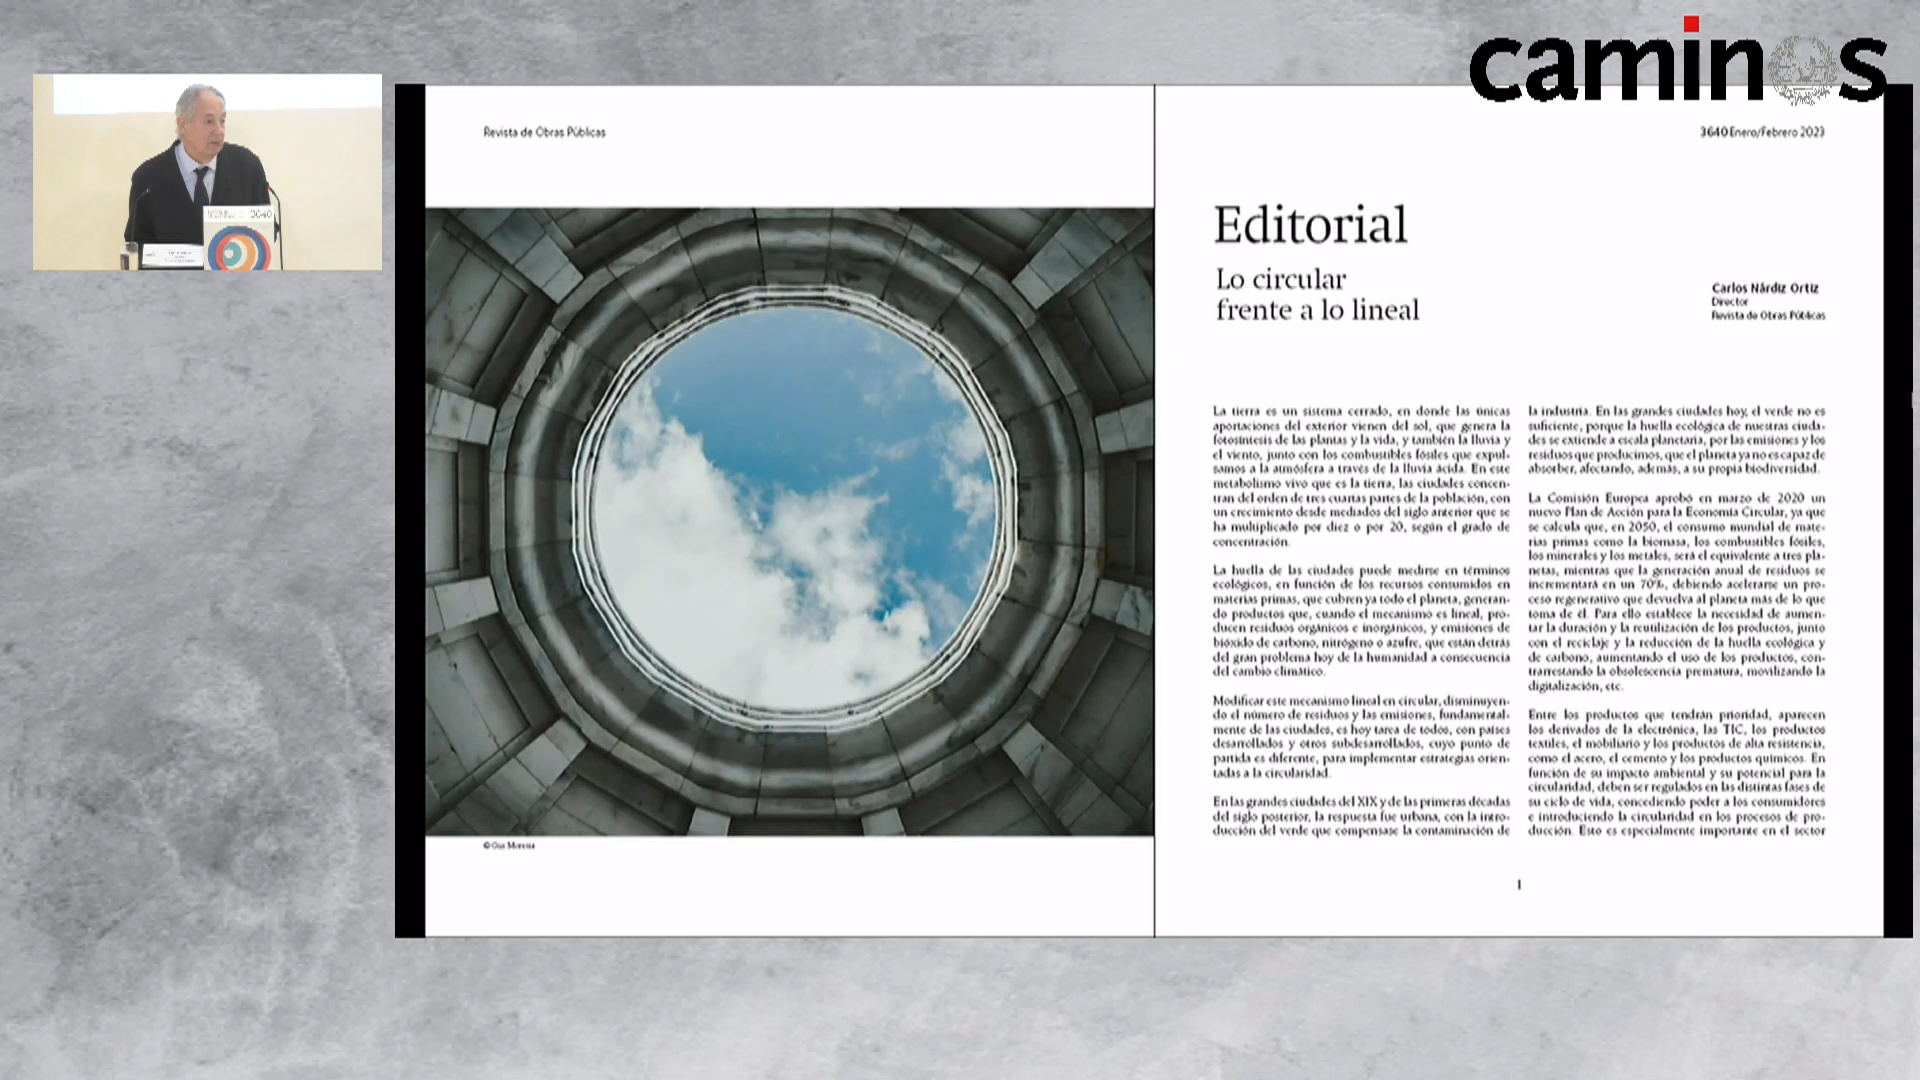 caminos
Revista de Obras Públicas
3640 Enero/Febrero 2023
3640
Editorial
Lo circular
frente a lo lineal
Carlos Nárdiz Ortiz
Director
Revista de Obras Públicas
La tierra es un sistema cerrado, en donde las únicas
aportaciones del exterior vienen del sol, que genera la
fotosíntesis de las plantas y la vida, y también la lluvia y
el viento, junto con los combustibles fósiles que expul-
samos a la atmósfera a través de la lluvia ácida. En este
metabolismo vivo que es la tierra, las ciudades concen-
tran del orden de tres cuartas partes de la población, con
un crecimiento desde mediados del siglo anterior que se
ha multiplicado por diez o por 20, según el grado de
concentración.
La huella de las ciudades puede medirse en términos
ecológicos, en función de los recursos consumidos en
materias primas, que cubren ya todo el planeta, generan-
do productos que, cuando el mecanismo es lineal, pro-
ducen residuos orgánicos e inorgánicos, y emisiones de
bióxido de carbono, nitrógeno o azufre, que están detrás
del gran problema hoy de la humanidad a consecuencia
del cambio climático.
Modificar este mecanismo lineal en circular, disminuyen-
do el número de residuos y las emisiones, fundamental-
mente de las ciudades, es hoy tarea de todos, con países
desarrollados y otros subdesarrollados, cuyo punto de
partida es diferente, para implementar estrategias orien-
tadas a la circularidad.
En las grandes ciudades del XIX y de las primeras décadas
del siglo posterior, la respuesta fue urbana, con la intro-
ducción del verde que compensase la contaminación de
la industria. En las grandes ciudades hoy, el verde no es
suficiente, porque la huella ecológica de nuestras ciuda-
des se extiende a escala planetaria, por las emisiones y los
residuos que producimos, que el planeta ya no es capaz de
absorber, afectando, además, a su propia biodiversidad.
La Comisión Europea aprobó en marzo de 2020 un
nuevo Plan de Acción para la Economía Circular, ya que
se calcula que, en 2050, el consumo mundial de mate-
rias primas como la biomasa, los combustibles fósiles,
los minerales y los metales, será el equivalente a tres pla-
netas, mientras que la generación anual de residuos se
incrementará en un 70%, debiendo acelerarse un pro-
ceso regenerativo que devuelva al planeta más de lo que
toma de él. Para ello establece la necesidad de aumen-
tar la duración y la reutilización de los productos, junto
con el reciclaje y la reducción de la huella ecológica y
de carbono, aumentando el uso de los productos, con-
trarrestando la obsolescencia prematura, movilizando la
digitalización, etc.
Entre los productos que tendrán prioridad, aparecen
los derivados de la electrónica, las TIC, los productos
textiles, el mobiliario y los productos de alta resistencia,
como el acero, el cemento y los productos químicos. En
función de su impacto ambiental y su potencial para la
circularidad, deben ser regulados en las distintas fases de
su ciclo de vida, concediendo poder a los consumidores
e introduciendo la circularidad en los procesos de pro-
ducción. Esto es especialmente importante en el sector
© Gus Moreta
1